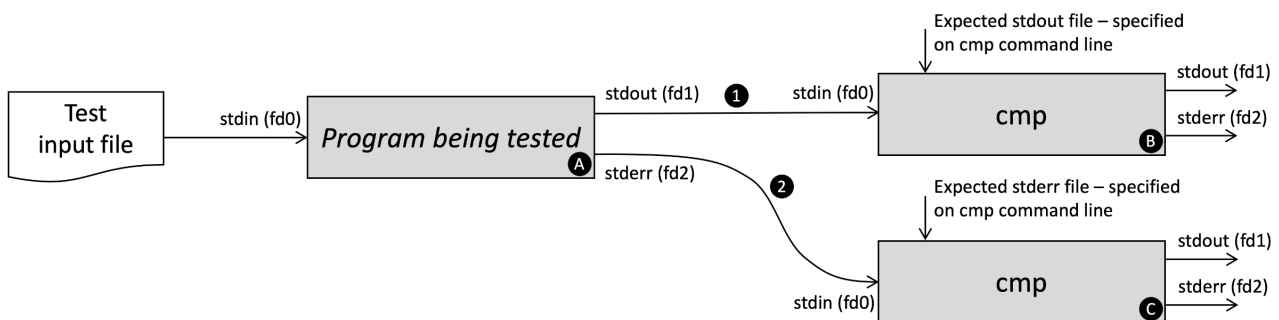 Test
input file
stdin (fd0)
Program being tested
A
stdout (fd1)
1
stdin (fd0)
stderr (fd2)
2
stdin (fd0)
Expected stdout file – specified
on cmp command line
cmp
B
stdout (fd1)
stderr (fd2)
Expected stderr file – specified
on cmp command line
cmp
C
stdout (fd1)
stderr (fd2)